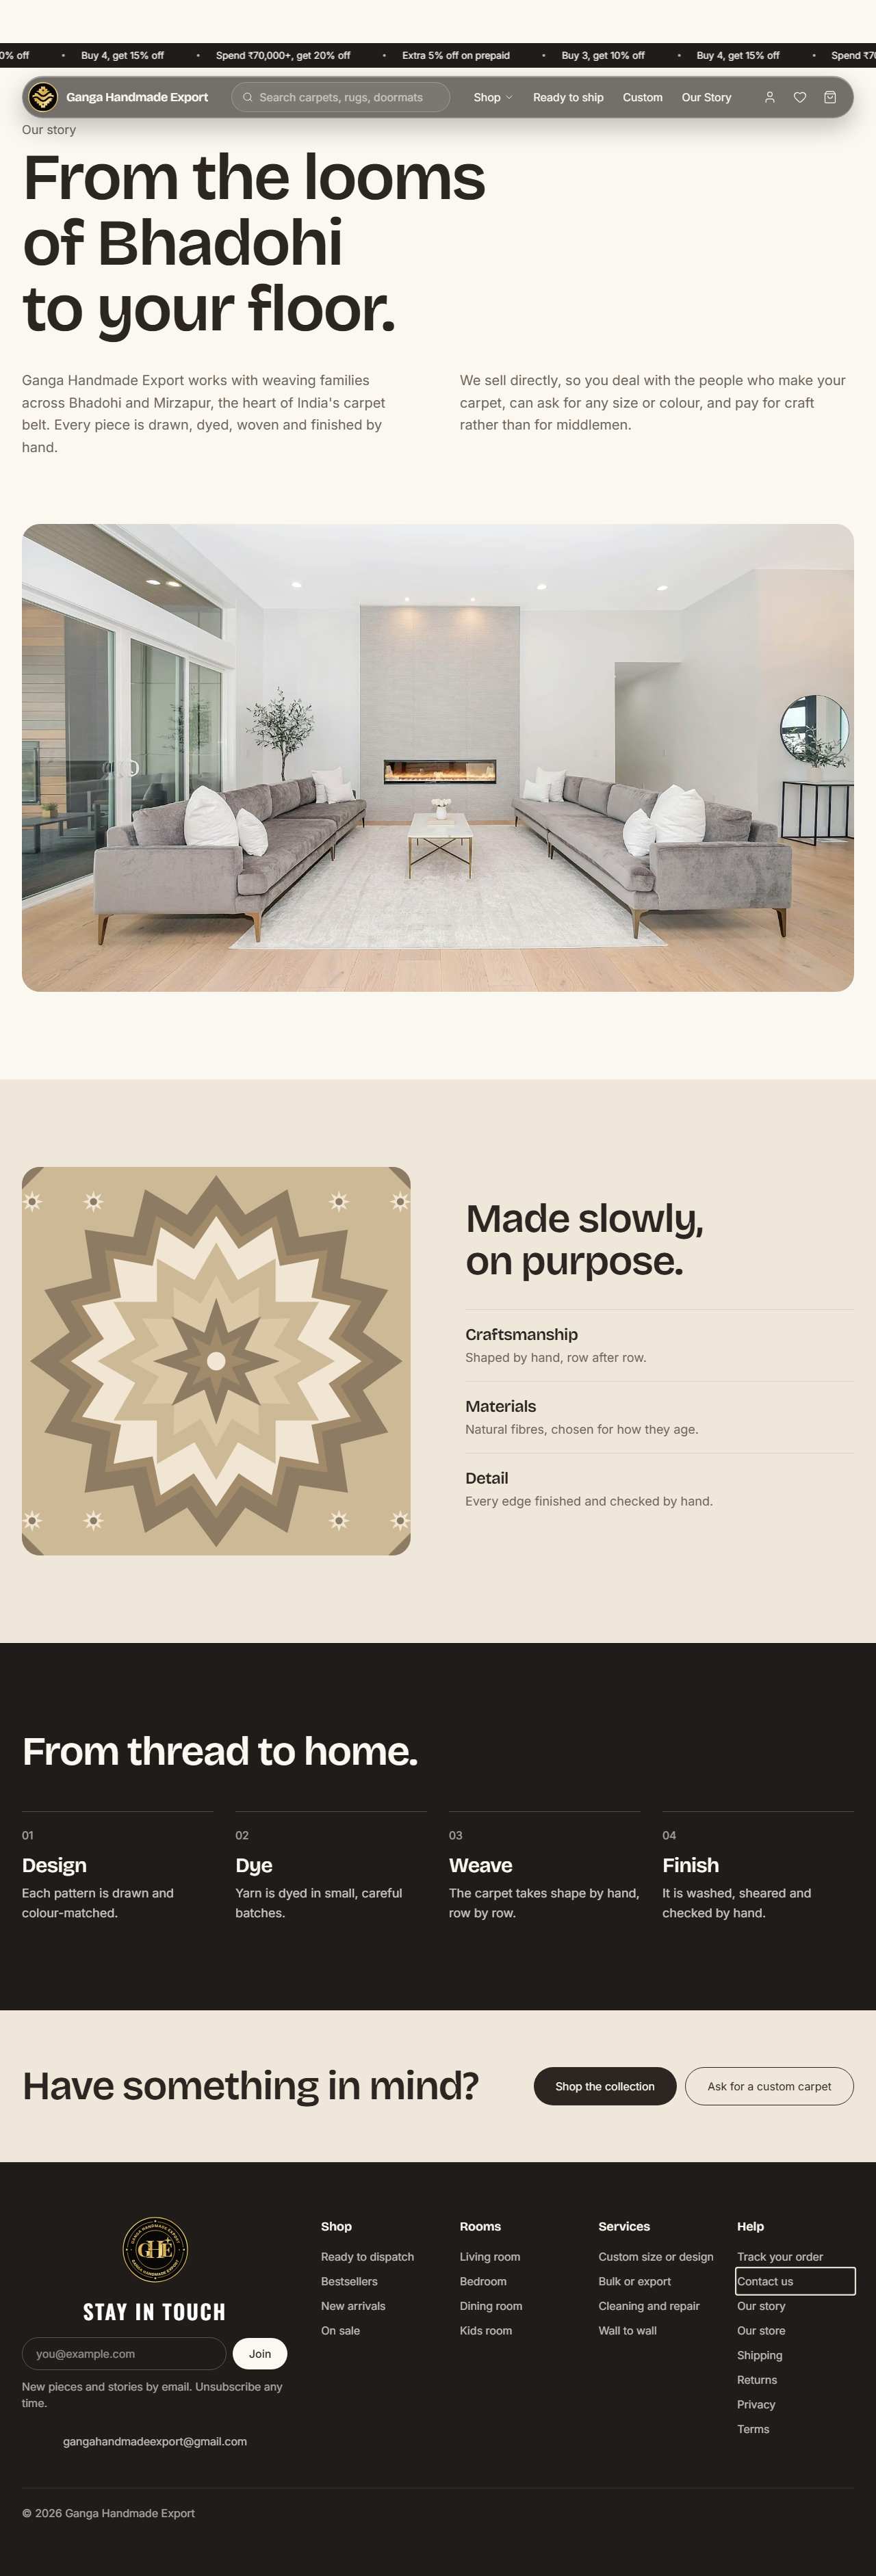 0% off • Buy 4, get 15% off • Spend ₹70,000+, get 20% off • Extra 5% off on prepaid • Buy 3, get 10% off • Buy 4, get 15% off • Spend ₹70
Ganga Handmade Export Search carpets, rugs, doormats Shop Ready to ship Custom Our Story
Our story
From the looms
of Bhadohi
to your floor.
Ganga Handmade Export works with weaving families
across Bhadohi and Mirzapur, the heart of India's carpet
belt. Every piece is drawn, dyed, woven and finished by
hand.
We sell directly, so you deal with the people who make your
carpet, can ask for any size or colour, and pay for craft
rather than for middlemen.
Made slowly,
on purpose.
Craftsmanship
Shaped by hand, row after row.
Materials
Natural fibres, chosen for how they age.
Detail
Every edge finished and checked by hand.
From thread to home.
01
Design
Each pattern is drawn and
colour-matched.
02
Dye
Yarn is dyed in small, careful
batches.
03
Weave
The carpet takes shape by hand,
row by row.
04
Finish
It is washed, sheared and
checked by hand.
Have something in mind?
Shop the collection
Ask for a custom carpet
GANGA HANDMADE EXPORT
GHE
GANGA HANDMADE EXPORT
STAY IN TOUCH
you@example.com
Join
New pieces and stories by email. Unsubscribe any
time.
gangahandmadeexport@gmail.com
Shop
Ready to dispatch
Bestsellers
New arrivals
On sale
Rooms
Living room
Bedroom
Dining room
Kids room
Services
Custom size or design
Bulk or export
Cleaning and repair
Wall to wall
Help
Track your order
Contact us
Our story
Our store
Shipping
Returns
Privacy
Terms
© 2026 Ganga Handmade Export